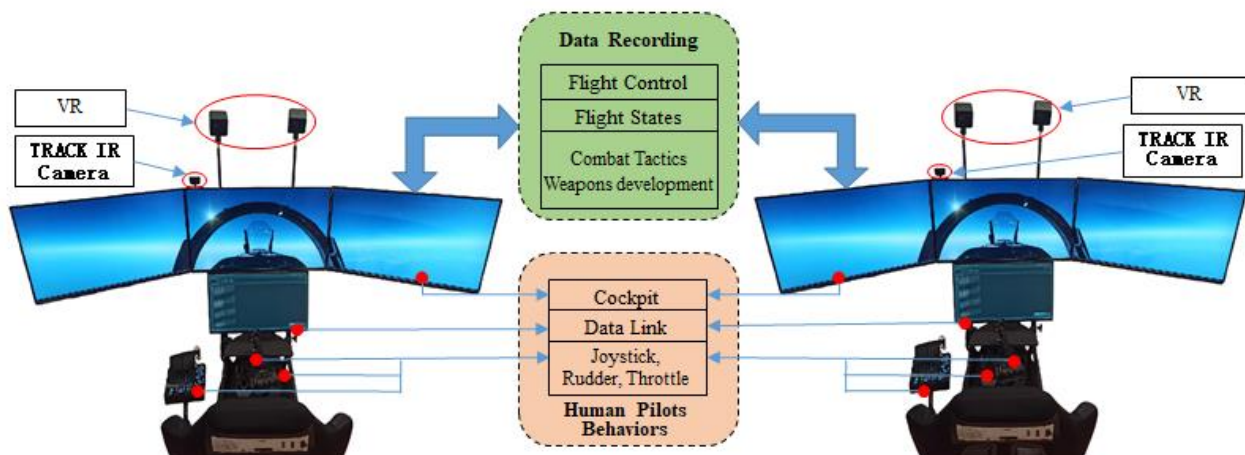 Data Recording
Flight Control
Flight States
Combat Tactics
Weapons development
VR
TRACK IR
Camera
VR
TRACK IR
Camera
Cockpit
Data Link
Joystick,
Rudder, Throttle
Human Pilots
Behaviors